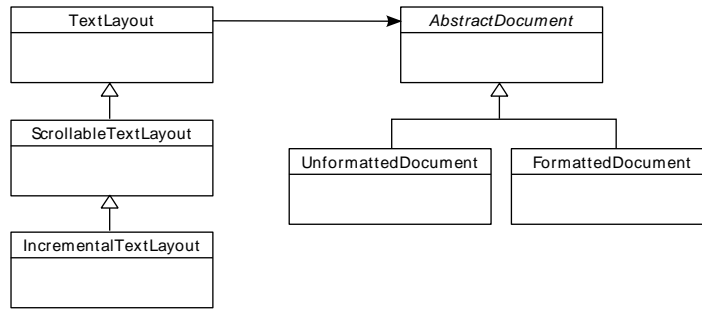 TextLayout
AbstractDocument
ScrollableTextLayout
UnformattedDocument
FormattedDocument
IncrementalTextLayout